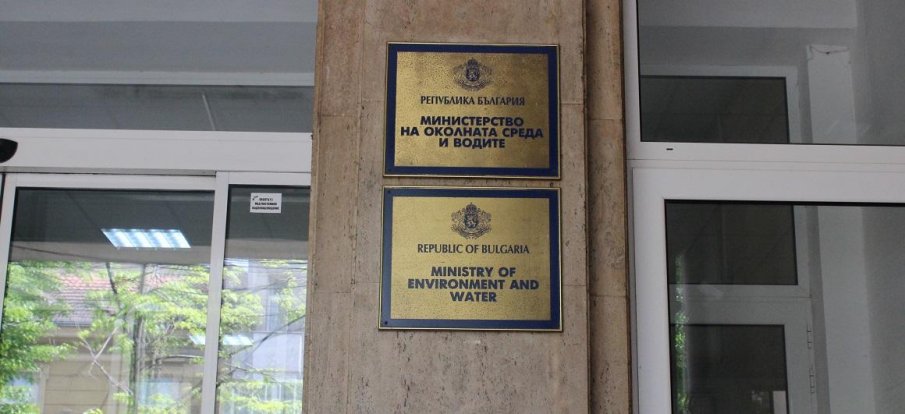 РЕПУБЛИКА БЪЛГАРИЯ
МИНИСТЕРСТВО
НА ОКОЛНАТА СРЕДА
И ВОДИТЕ
REPUBLIC OF BULGARIA
MINISTRY OF
ENVIRONMENT AND
WATER